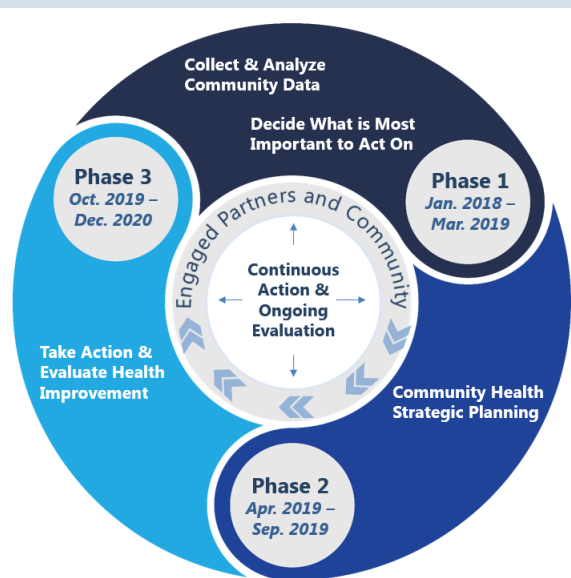 Collect & Analyze
Community Data
Decide What is Most
Important to Act On
Phase 1
Jan. 2018 –
Mar. 2019
Community Health
Strategic Planning
Phase 2
Apr. 2019 –
Sep. 2019
Take Action &
Evaluate Health
Improvement
Phase 3
Oct. 2019 –
Dec. 2020
Engaged Partners and Community
Continuous
Action &
Ongoing
Evaluation